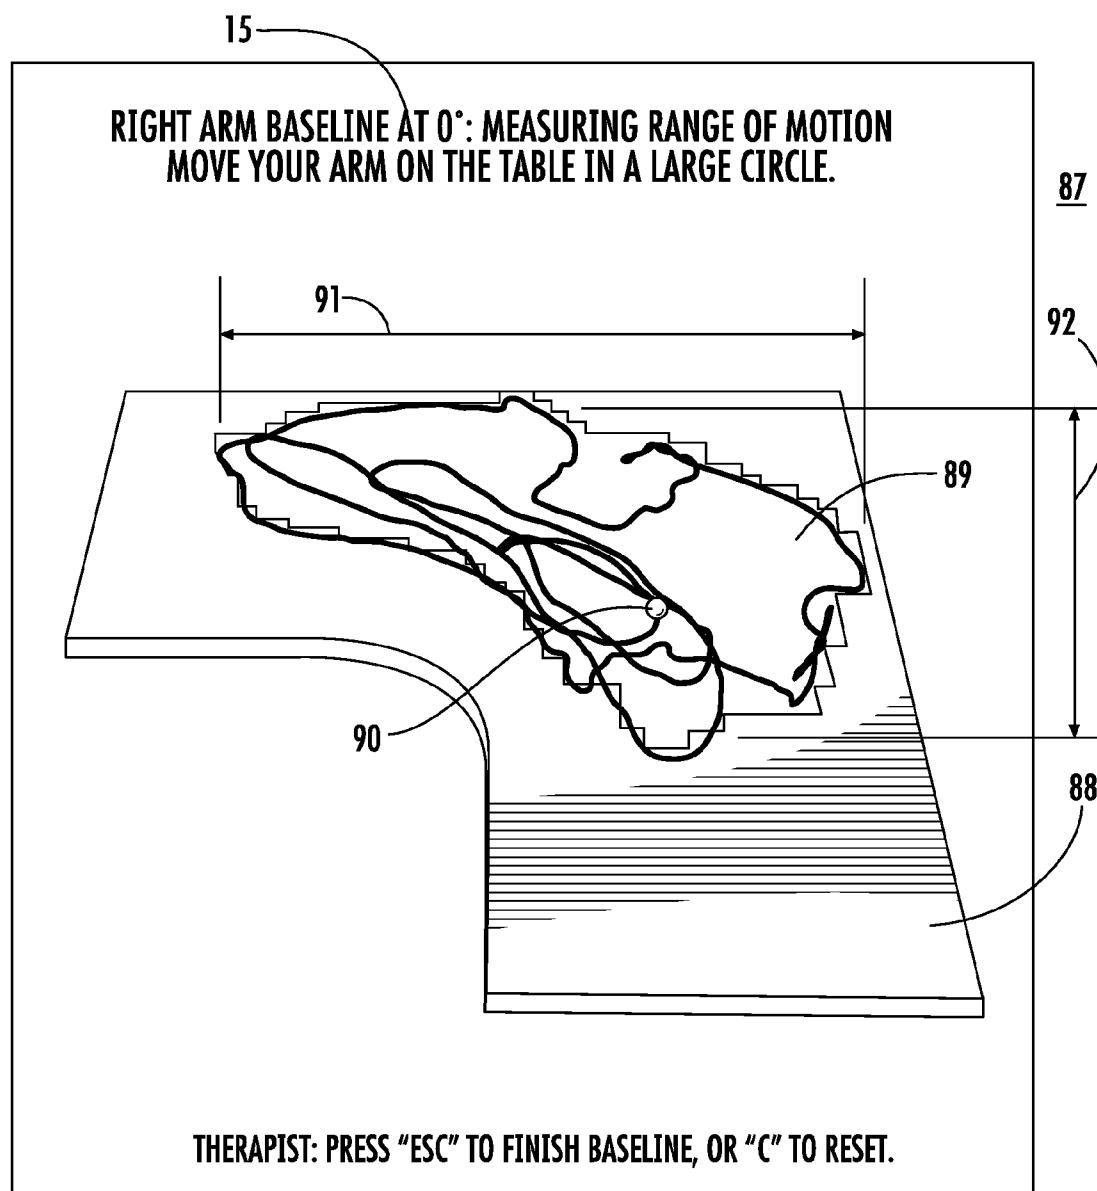 15
RIGHT ARM BASELINE AT 0°: MEASURING RANGE OF MOTION
MOVE YOUR ARM ON THE TABLE IN A LARGE CIRCLE.
87
91
92
89
90
88
THERAPIST: PRESS “ESC” TO FINISH BASELINE, OR “C” TO RESET.